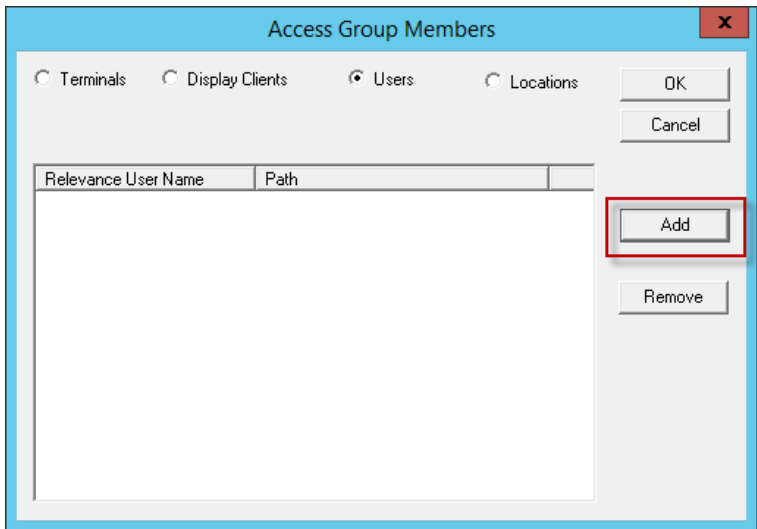 Access Group Members
x
Terminals Display Clients Users Locations
OK
Cancel
Relevance User Name Path
Add
Remove